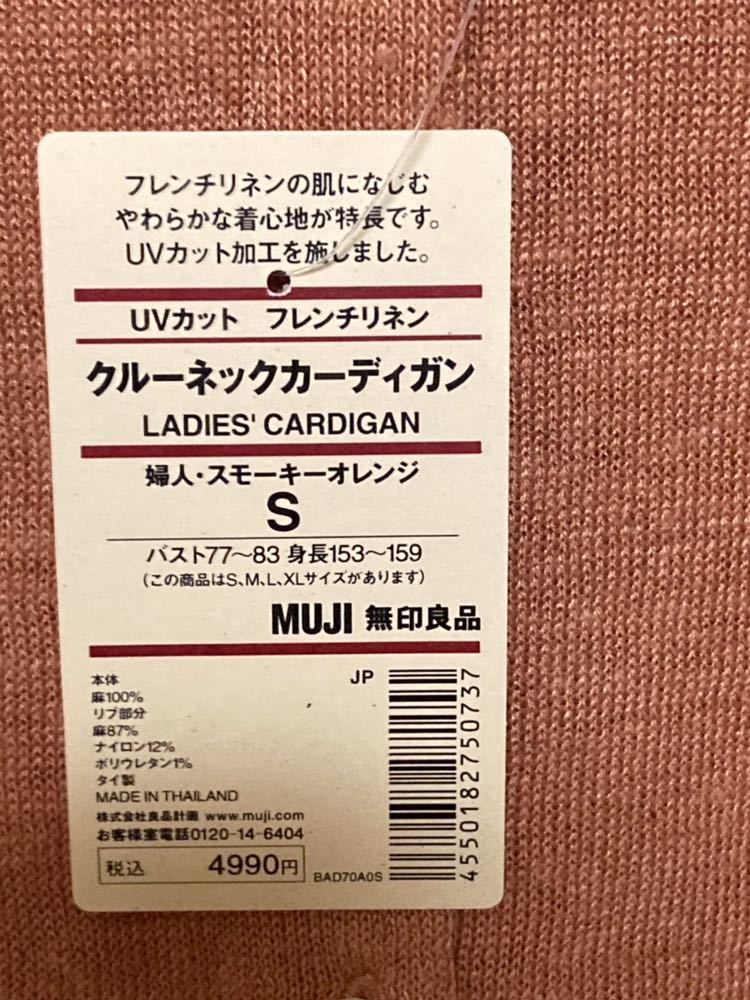 フレンチリネンの肌になじむ
やわらかな着心地が特長です。
UVカット加工を施しました。
UVカット　フレンチリネン
クルーネックカーディガン
LADIES' CARDIGAN
婦人・スモーキーオレンジ
S
バスト77〜83 身長153〜159
(この商品はS、M、L、XLサイズがあります)
MUJI 無印良品
本体
麻100%
リブ部分
麻87%
ナイロン12%
ポリウレタン1%
タイ製
MADE IN THAILAND
株式会社良品計画 www.muji.com
お客様室電話0120-14-6404
税込 4990円
BAD70A0S
JP
4550182750737